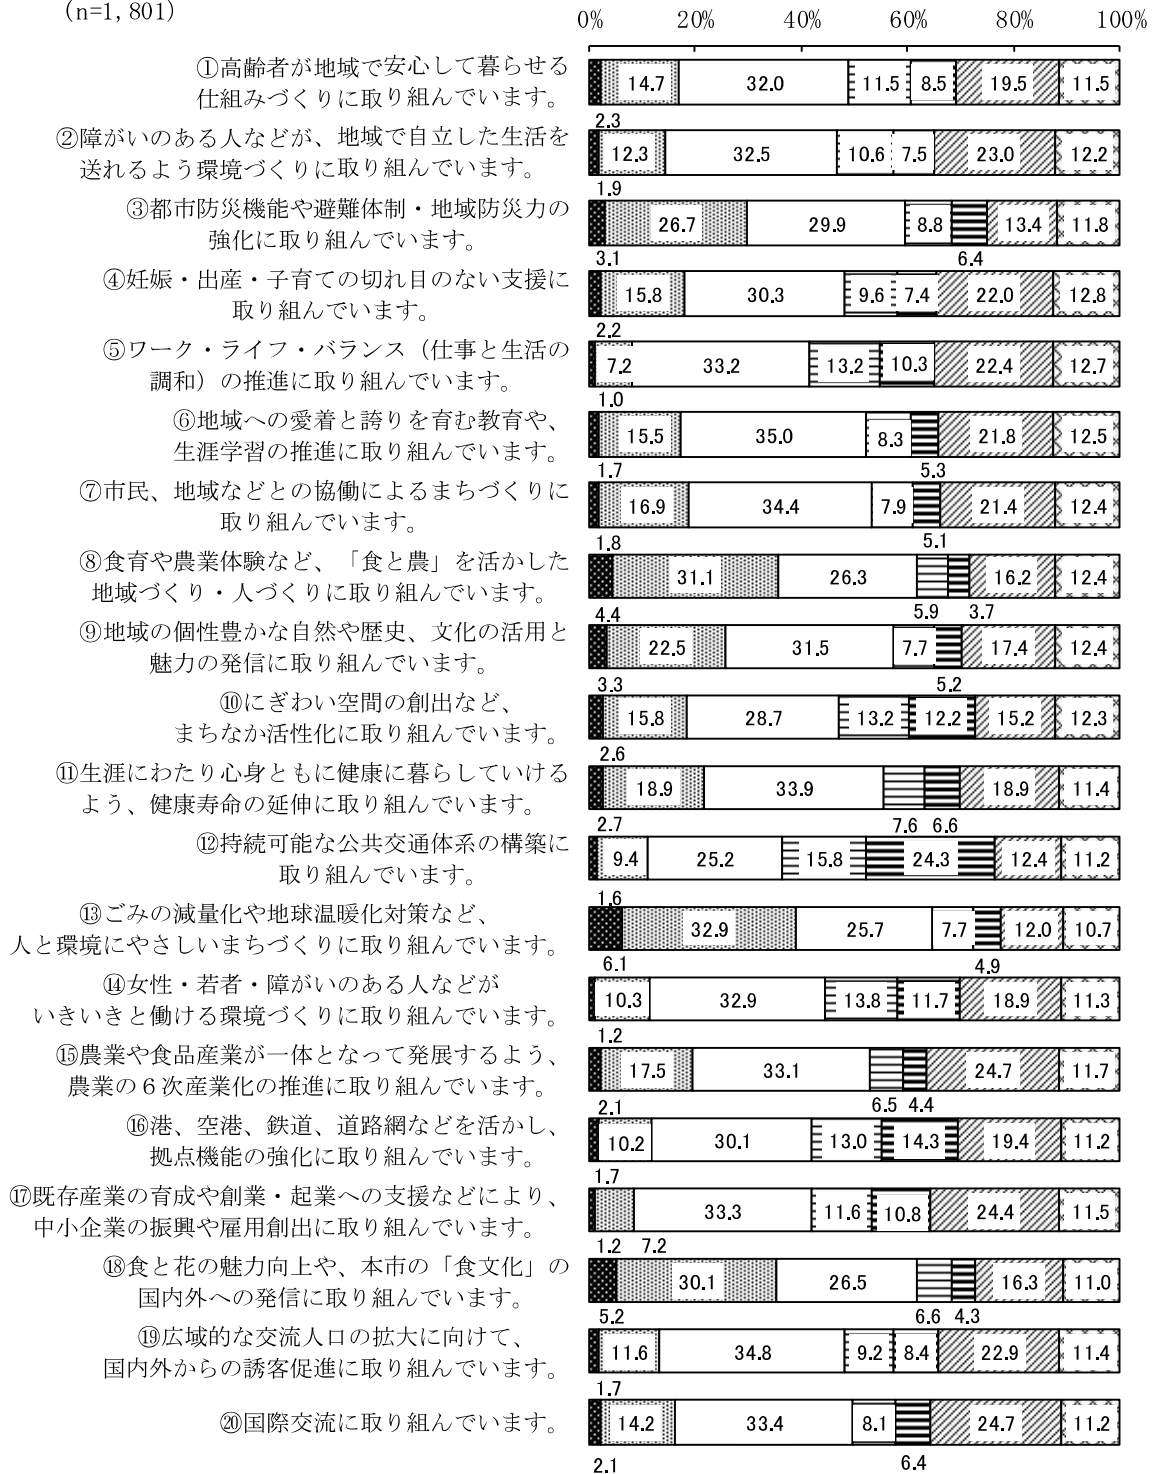 (n=1,801)
0% 20% 40% 60% 80% 100%
①高齢者が地域で安心して暮らせる
仕組みづくりに取り組んでいます。
14.7 32.0 11.5 8.5 19.5 11.5
2.3
②障がいのある人などが、地域で自立した生活を
送れるよう環境づくりに取り組んでいます。
12.3 32.5 10.6 7.5 23.0 12.2
1.9
③都市防災機能や避難体制・地域防災力の
強化に取り組んでいます。
26.7 29.9 8.8 13.4 11.8
3.1 6.4
④妊娠・出産・子育ての切れ目のない支援に
取り組んでいます。
15.8 30.3 9.6 7.4 22.0 12.8
2.2
⑤ワーク・ライフ・バランス（仕事と生活の
調和）の推進に取り組んでいます。
7.2 33.2 13.2 10.3 22.4 12.7
1.0
⑥地域への愛着と誇りを育む教育や、
生涯学習の推進に取り組んでいます。
15.5 35.0 8.3 21.8 12.5
1.7 5.3
⑦市民、地域などとの協働によるまちづくりに
取り組んでいます。
16.9 34.4 7.9 21.4 12.4
1.8 5.1
⑧食育や農業体験など、「食と農」を活かした
地域づくり・人づくりに取り組んでいます。
31.1 26.3 16.2 12.4
4.4 5.9 3.7
⑨地域の個性豊かな自然や歴史、文化の活用と
魅力の発信に取り組んでいます。
22.5 31.5 7.7 17.4 12.4
3.3 5.2
⑩にぎわい空間の創出など、
まちなか活性化に取り組んでいます。
15.8 28.7 13.2 12.2 15.2 12.3
2.6
⑪生涯にわたり心身ともに健康に暮らしていける
よう、健康寿命の延伸に取り組んでいます。
18.9 33.9 18.9 11.4
2.7 7.6 6.6
⑫持続可能な公共交通体系の構築に
取り組んでいます。
9.4 25.2 15.8 24.3 12.4 11.2
1.6
⑬ごみの減量化や地球温暖化対策など、
人と環境にやさしいまちづくりに取り組んでいます。
32.9 25.7 7.7 12.0 10.7
6.1 4.9
⑭女性・若者・障がいのある人などが
いきいきと働ける環境づくりに取り組んでいます。
10.3 32.9 13.8 11.7 18.9 11.3
1.2
⑮農業や食品産業が一体となって発展するよう、
農業の６次産業化の推進に取り組んでいます。
17.5 33.1 24.7 11.7
2.1 6.5 4.4
⑯港、空港、鉄道、道路網などを活かし、
拠点機能の強化に取り組んでいます。
10.2 30.1 13.0 14.3 19.4 11.2
1.7
⑰既存産業の育成や創業・起業への支援などにより、
中小企業の振興や雇用創出に取り組んでいます。
33.3 11.6 10.8 24.4 11.5
1.2 7.2
⑱食と花の魅力向上や、本市の「食文化」の
国内外への発信に取り組んでいます。
30.1 26.5 16.3 11.0
5.2 6.6 4.3
⑲広域的な交流人口の拡大に向けて、
国内外からの誘客促進に取り組んでいます。
11.6 34.8 9.2 8.4 22.9 11.4
1.7
⑳国際交流に取り組んでいます。
14.2 33.4 8.1 24.7 11.2
2.1 6.4